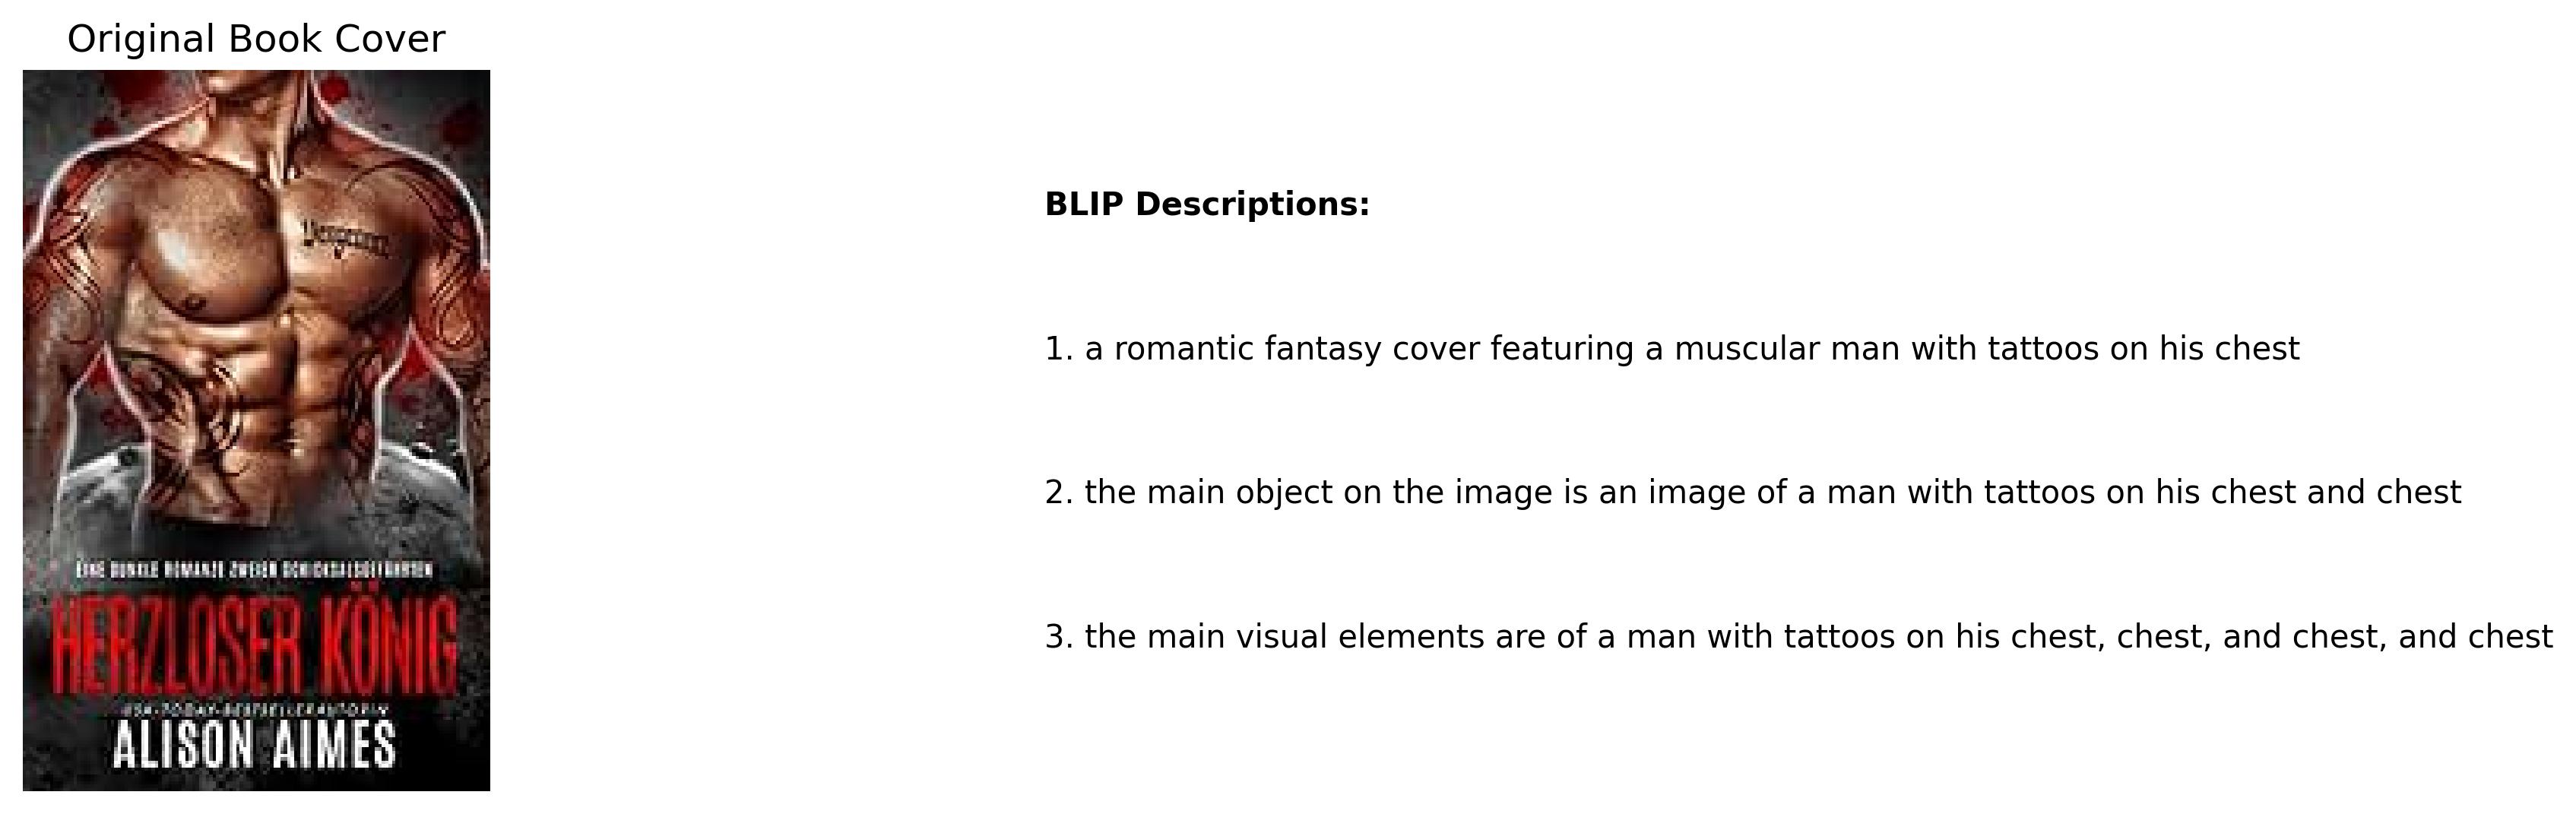 Original Book Cover
EINE DUNKLE ROMANZE ZWEIER SCHICKSALSGEFÄHRTEN
HERZLOSER KÖNIG
USA-TODAY-BESTSELLERAUTORIN
ALISON AIMES
BLIP Descriptions:
1. a romantic fantasy cover featuring a muscular man with tattoos on his chest
2. the main object on the image is an image of a man with tattoos on his chest and chest
3. the main visual elements are of a man with tattoos on his chest, chest, and chest, and chest